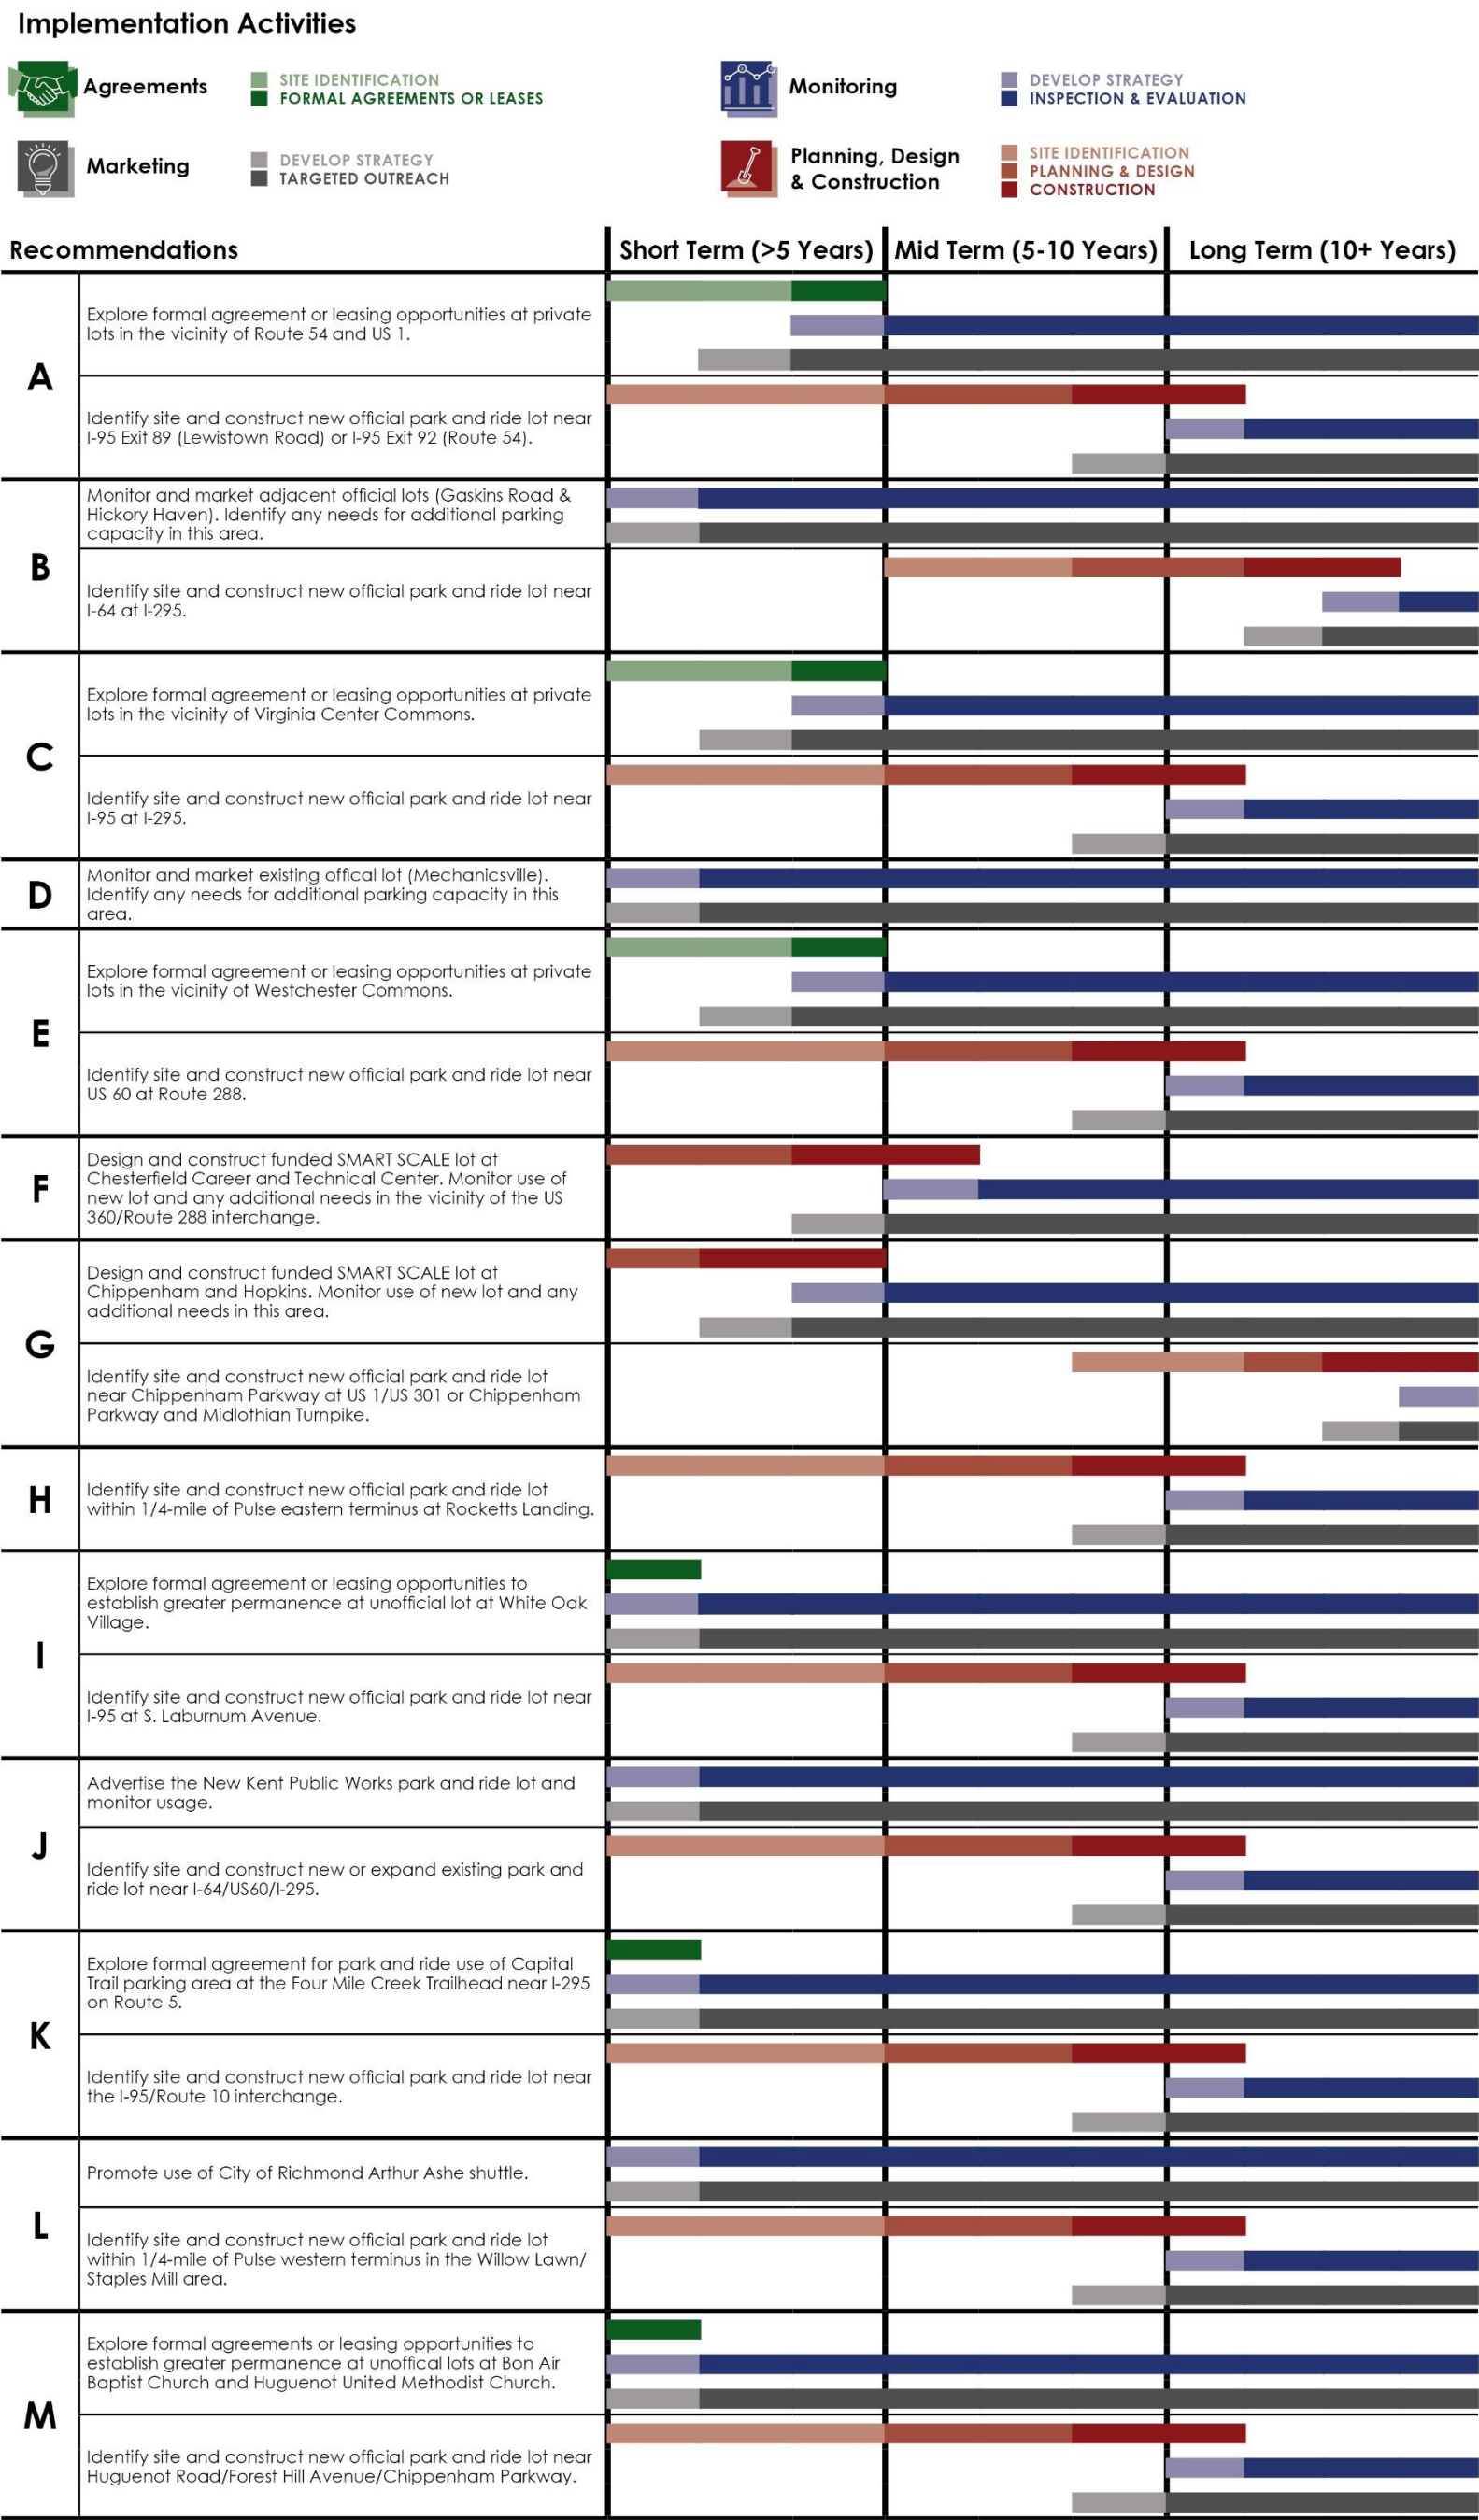 Implementation Activities
Agreements
SITE IDENTIFICATION
FORMAL AGREEMENTS OR LEASES
Monitoring
DEVELOP STRATEGY
INSPECTION & EVALUATION
Marketing
DEVELOP STRATEGY
TARGETED OUTREACH
Planning, Design
& Construction
SITE IDENTIFICATION
PLANNING & DESIGN
CONSTRUCTION
Recommendations
Short Term (>5 Years)
Mid Term (5-10 Years)
Long Term (10+ Years)
A
Explore formal agreement or leasing opportunities at private
lots in the vicinity of Route 54 and US 1.
Identify site and construct new official park and ride lot near
I-95 Exit 89 (Lewistown Road) or I-95 Exit 92 (Route 54).
B
Monitor and market adjacent official lots (Gaskins Road &
Hickory Haven). Identify any needs for additional parking
capacity in this area.
Identify site and construct new official park and ride lot near
I-64 at I-295.
C
Explore formal agreement or leasing opportunities at private
lots in the vicinity of Virginia Center Commons.
Identify site and construct new official park and ride lot near
I-95 at I-295.
D
Monitor and market existing offical lot (Mechanicsville).
Identify any needs for additional parking capacity in this
area.
E
Explore formal agreement or leasing opportunities at private
lots in the vicinity of Westchester Commons.
Identify site and construct new official park and ride lot near
US 60 at Route 288.
F
Design and construct funded SMART SCALE lot at
Chesterfield Career and Technical Center. Monitor use of
new lot and any additional needs in the vicinity of the US
360/Route 288 interchange.
G
Design and construct funded SMART SCALE lot at
Chippenham and Hopkins. Monitor use of new lot and any
additional needs in this area.
Identify site and construct new official park and ride lot
near Chippenham Parkway at US 1/US 301 or Chippenham
Parkway and Midlothian Turnpike.
H
Identify site and construct new official park and ride lot
within 1/4-mile of Pulse eastern terminus at Rocketts Landing.
I
Explore formal agreement or leasing opportunities to
establish greater permanence at unofficial lot at White Oak
Village.
Identify site and construct new official park and ride lot near
I-95 at S. Laburnum Avenue.
J
Advertise the New Kent Public Works park and ride lot and
monitor usage.
Identify site and construct new or expand existing park and
ride lot near I-64/US60/I-295.
K
Explore formal agreement for park and ride use of Capital
Trail parking area at the Four Mile Creek Trailhead near I-295
on Route 5.
Identify site and construct new official park and ride lot near
the I-95/Route 10 interchange.
L
Promote use of City of Richmond Arthur Ashe shuttle.
Identify site and construct new official park and ride lot
within 1/4-mile of Pulse western terminus in the Willow Lawn/
Staples Mill area.
M
Explore formal agreements or leasing opportunities to
establish greater permanence at unoffical lots at Bon Air
Baptist Church and Huguenot United Methodist Church.
Identify site and construct new official park and ride lot near
Huguenot Road/Forest Hill Avenue/Chippenham Parkway.